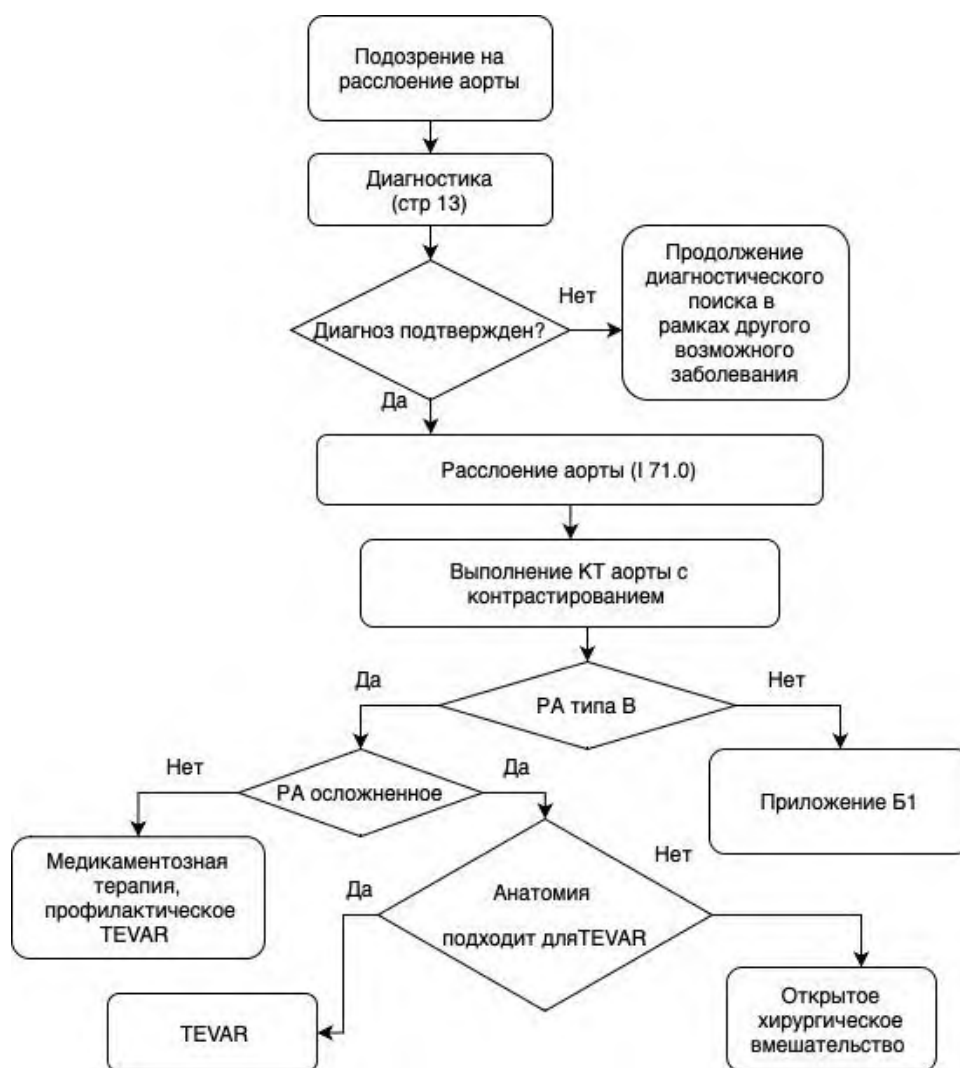 Подозрение на
расслоение аорты
Диагностика
(стр 13)
Продолжение
диагностического
поиска в
рамках другого
возможного
заболевания
Нет
Диагноз подтвержден?
Да
Расслоение аорты (I 71.0)
Выполнение КТ аорты с
контрастированием
Да
Нет
РА типа В
Нет
Да
РА осложненное
Приложение Б1
Медикаментозная
терапия,
профилактическое
TEVAR
Да
Нет
Анатомия
подходит дляTEVAR
TEVAR
Открытое
хирургическое
вмешательство